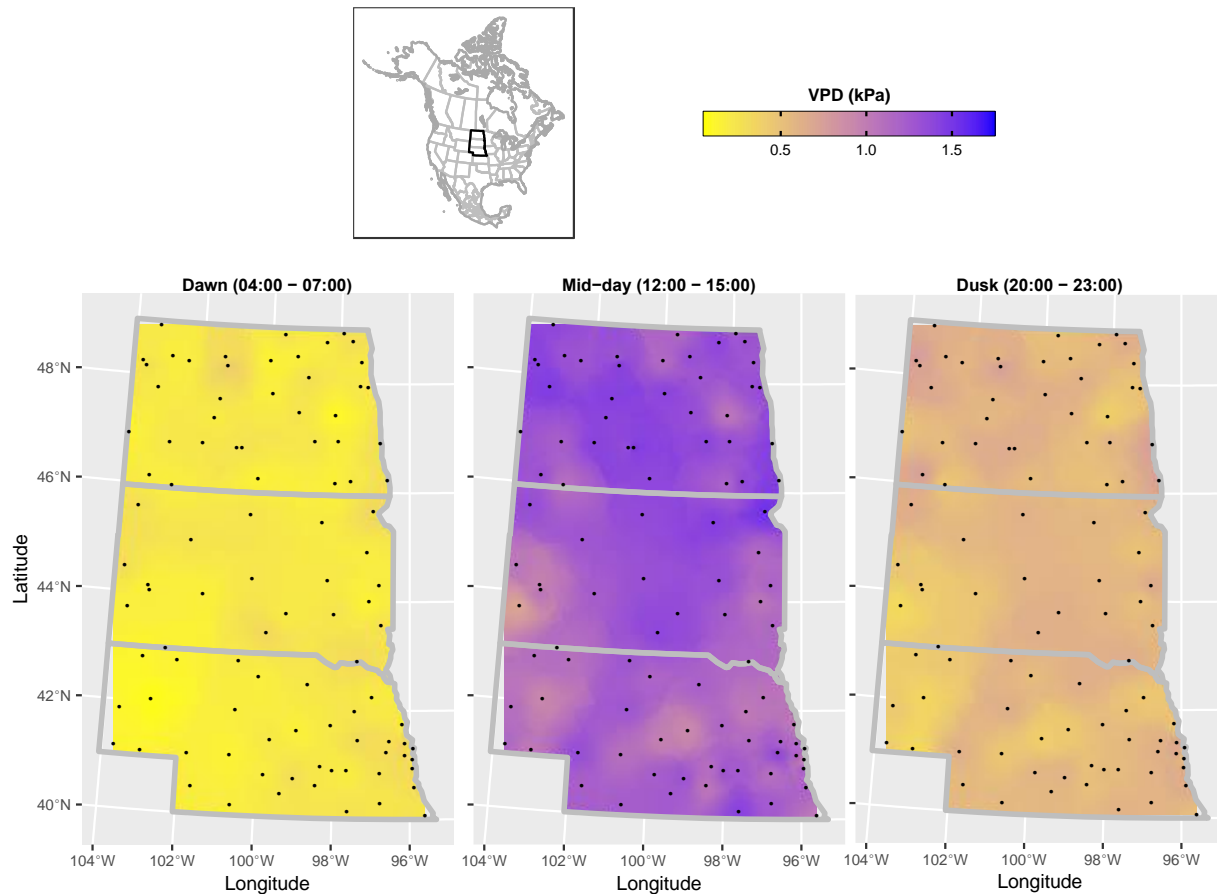 VPD (kPa)
0.5 1.0 1.5
Dawn (04:00 − 07:00) Mid−day (12:00 − 15:00) Dusk (20:00 − 23:00)
48°N
46°N
44°N
42°N
40°N
Latitude
104°W 102°W 100°W 98°W 96°W 104°W 102°W 100°W 98°W 96°W 104°W 102°W 100°W 98°W 96°W
Longitude Longitude Longitude